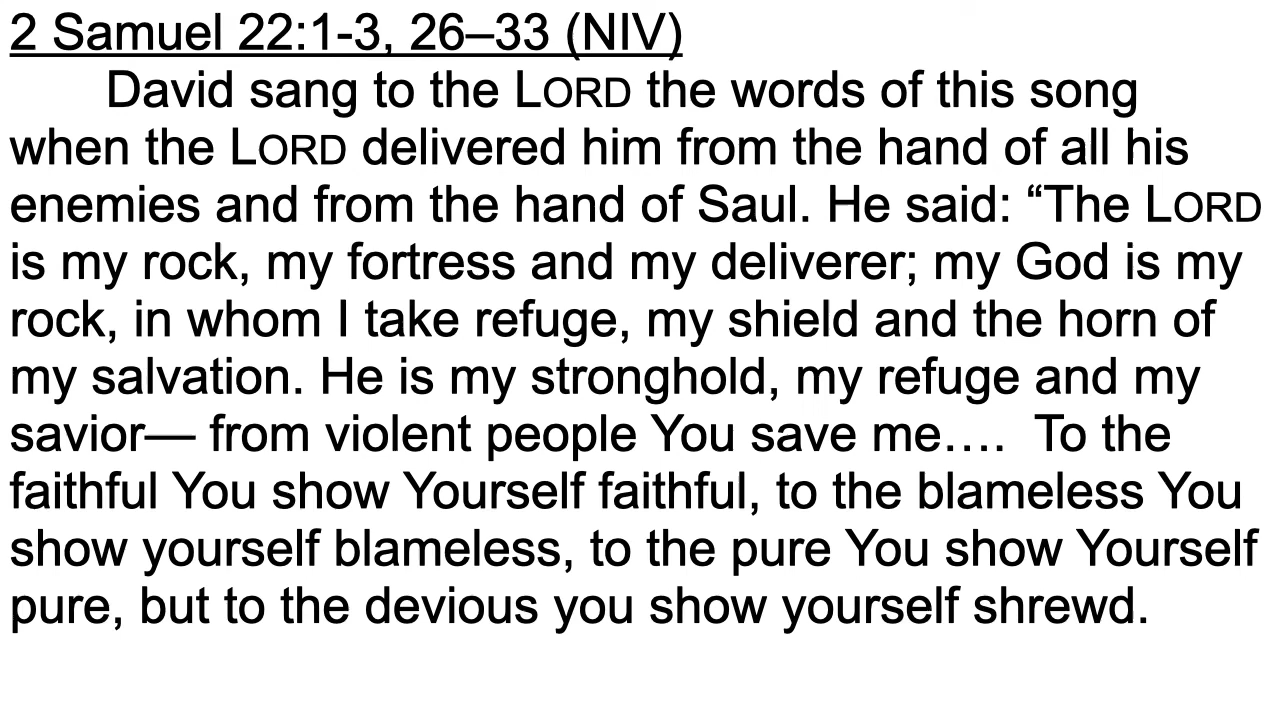 2 Samuel 22:1-3, 26–33 (NIV)
David sang to the LORD the words of this song
when the LORD delivered him from the hand of all his
enemies and from the hand of Saul. He said: “The LORD
is my rock, my fortress and my deliverer; my God is my
rock, in whom I take refuge, my shield and the horn of
my salvation. He is my stronghold, my refuge and my
savior— from violent people You save me…. To the
faithful You show Yourself faithful, to the blameless You
show yourself blameless, to the pure You show Yourself
pure, but to the devious you show yourself shrewd.